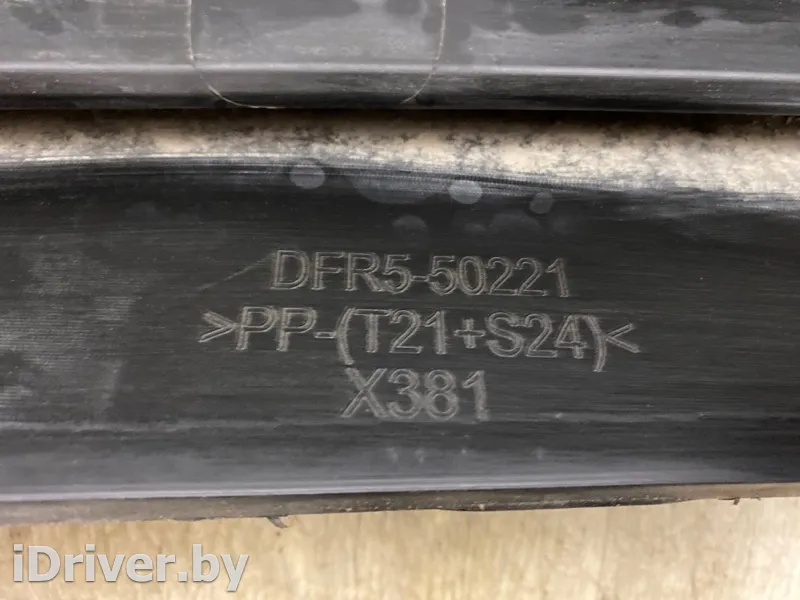 DFR5-50221
>PP-(T21+S24)<
X381
iDriver.by